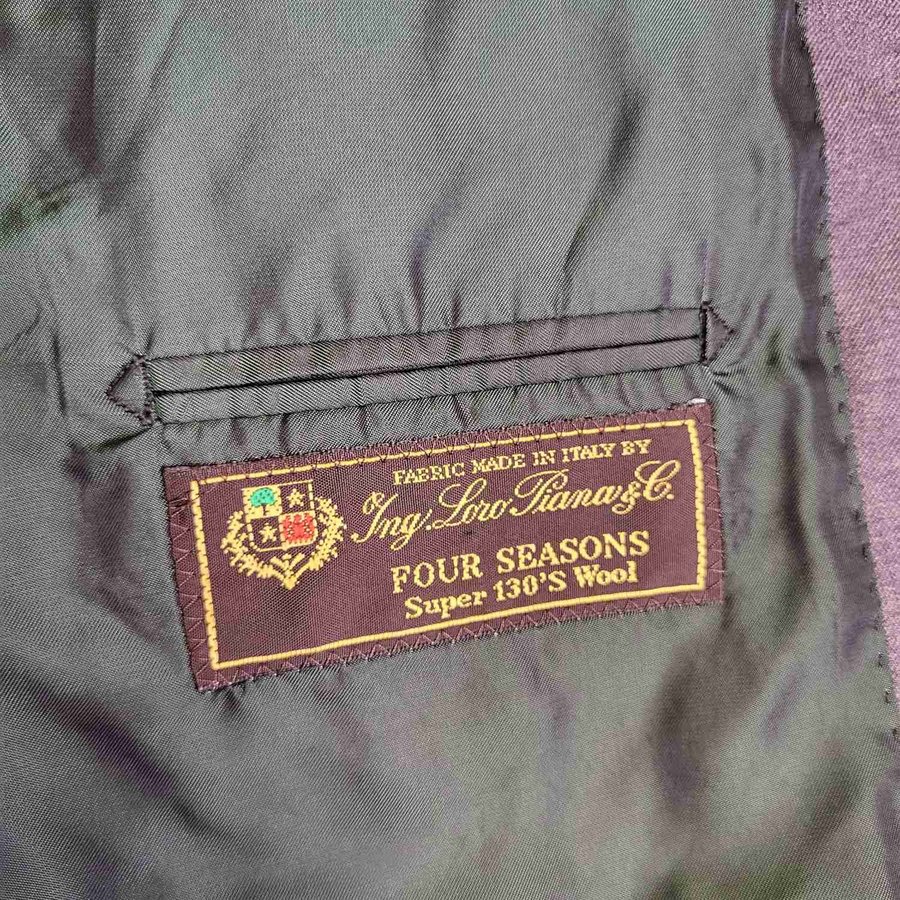 FABRIC MADE IN ITALY BY
Ing. Loro Piana & C.
FOUR SEASONS
Super 130'S Wool